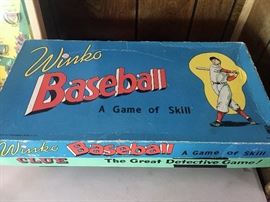 Winko
Baseball
A Game of Skill
Winko Baseball A Game of Skill
CLUE The Great Detective Game!